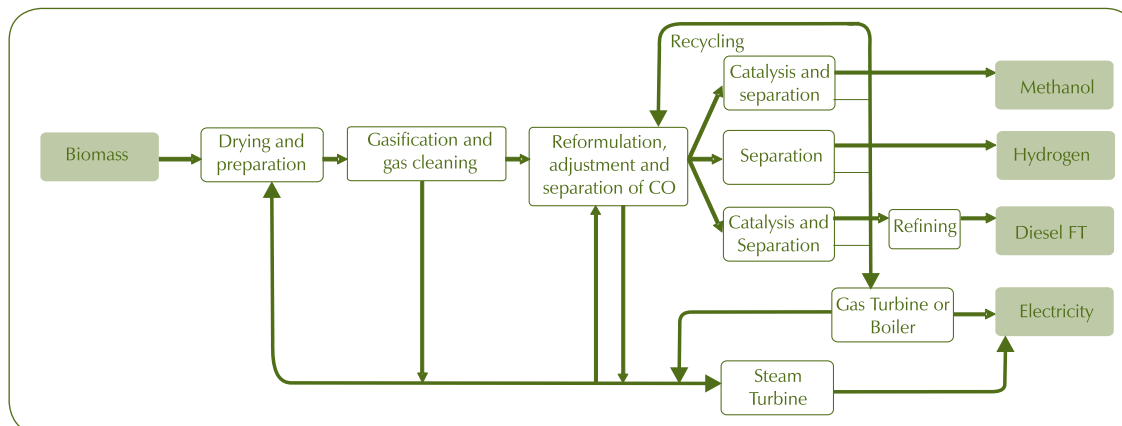 Recycling
Catalysis and
separation
Methanol
Biomass
Drying and
preparation
Gasification and
gas cleaning
Reformulation,
adjustment and
separation of CO
Separation
Hydrogen
Catalysis and
Separation
Refining
Diesel FT
Gas Turbine or
Boiler
Electricity
Steam
Turbine